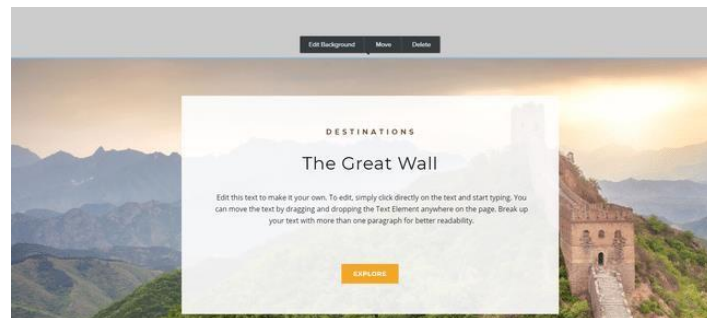 Edit Background Move Delete
DESTINATIONS
The Great Wall
Edit this text to make it your own. To edit, simply click directly on the text and start typing. You
can move the text by dragging and dropping the Text Element anywhere on the page. Break up
your text with more than one paragraph for better readability.
EXPLORE